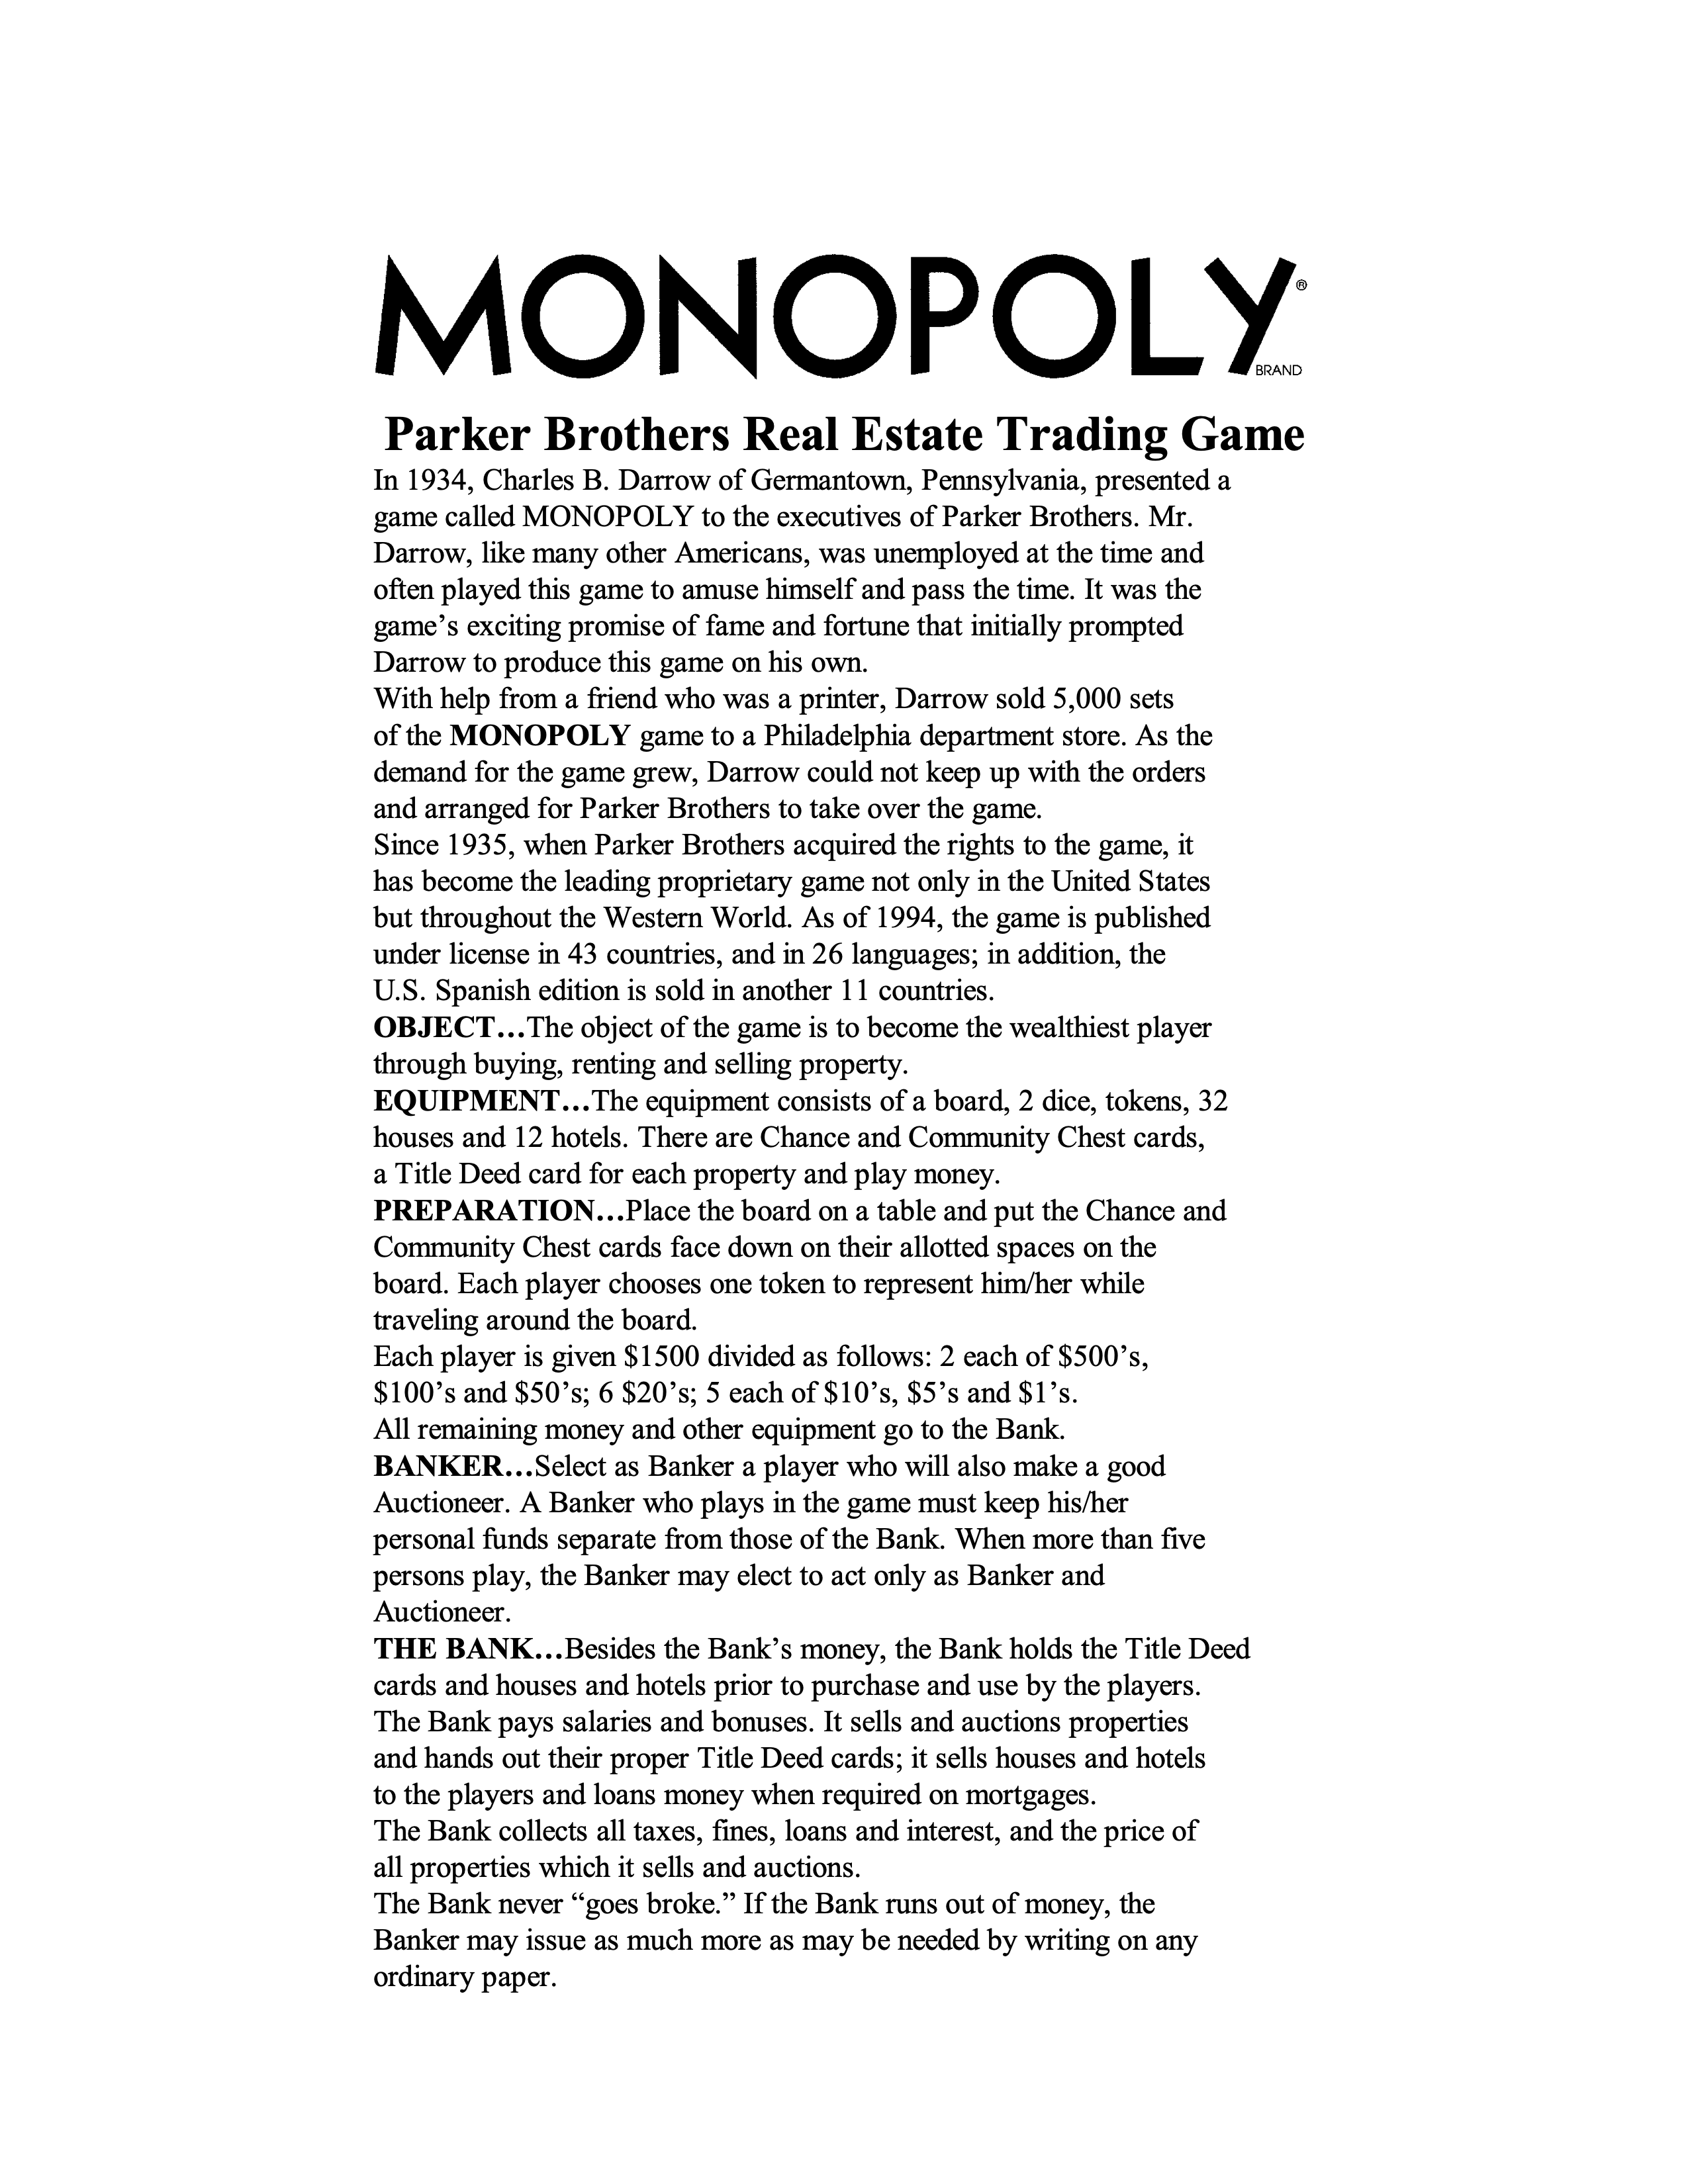 MONOPOLY®
BRAND
Parker Brothers Real Estate Trading Game
In 1934, Charles B. Darrow of Germantown, Pennsylvania, presented a
game called MONOPOLY to the executives of Parker Brothers. Mr.
Darrow, like many other Americans, was unemployed at the time and
often played this game to amuse himself and pass the time. It was the
game’s exciting promise of fame and fortune that initially prompted
Darrow to produce this game on his own.
With help from a friend who was a printer, Darrow sold 5,000 sets
of the MONOPOLY game to a Philadelphia department store. As the
demand for the game grew, Darrow could not keep up with the orders
and arranged for Parker Brothers to take over the game.
Since 1935, when Parker Brothers acquired the rights to the game, it
has become the leading proprietary game not only in the United States
but throughout the Western World. As of 1994, the game is published
under license in 43 countries, and in 26 languages; in addition, the
U.S. Spanish edition is sold in another 11 countries.
OBJECT…The object of the game is to become the wealthiest player
through buying, renting and selling property.
EQUIPMENT…The equipment consists of a board, 2 dice, tokens, 32
houses and 12 hotels. There are Chance and Community Chest cards,
a Title Deed card for each property and play money.
PREPARATION…Place the board on a table and put the Chance and
Community Chest cards face down on their allotted spaces on the
board. Each player chooses one token to represent him/her while
traveling around the board.
Each player is given $1500 divided as follows: 2 each of $500’s,
$100’s and $50’s; 6 $20’s; 5 each of $10’s, $5’s and $1’s.
All remaining money and other equipment go to the Bank.
BANKER…Select as Banker a player who will also make a good
Auctioneer. A Banker who plays in the game must keep his/her
personal funds separate from those of the Bank. When more than five
persons play, the Banker may elect to act only as Banker and
Auctioneer.
THE BANK…Besides the Bank’s money, the Bank holds the Title Deed
cards and houses and hotels prior to purchase and use by the players.
The Bank pays salaries and bonuses. It sells and auctions properties
and hands out their proper Title Deed cards; it sells houses and hotels
to the players and loans money when required on mortgages.
The Bank collects all taxes, fines, loans and interest, and the price of
all properties which it sells and auctions.
The Bank never “goes broke.” If the Bank runs out of money, the
Banker may issue as much more as may be needed by writing on any
ordinary paper.